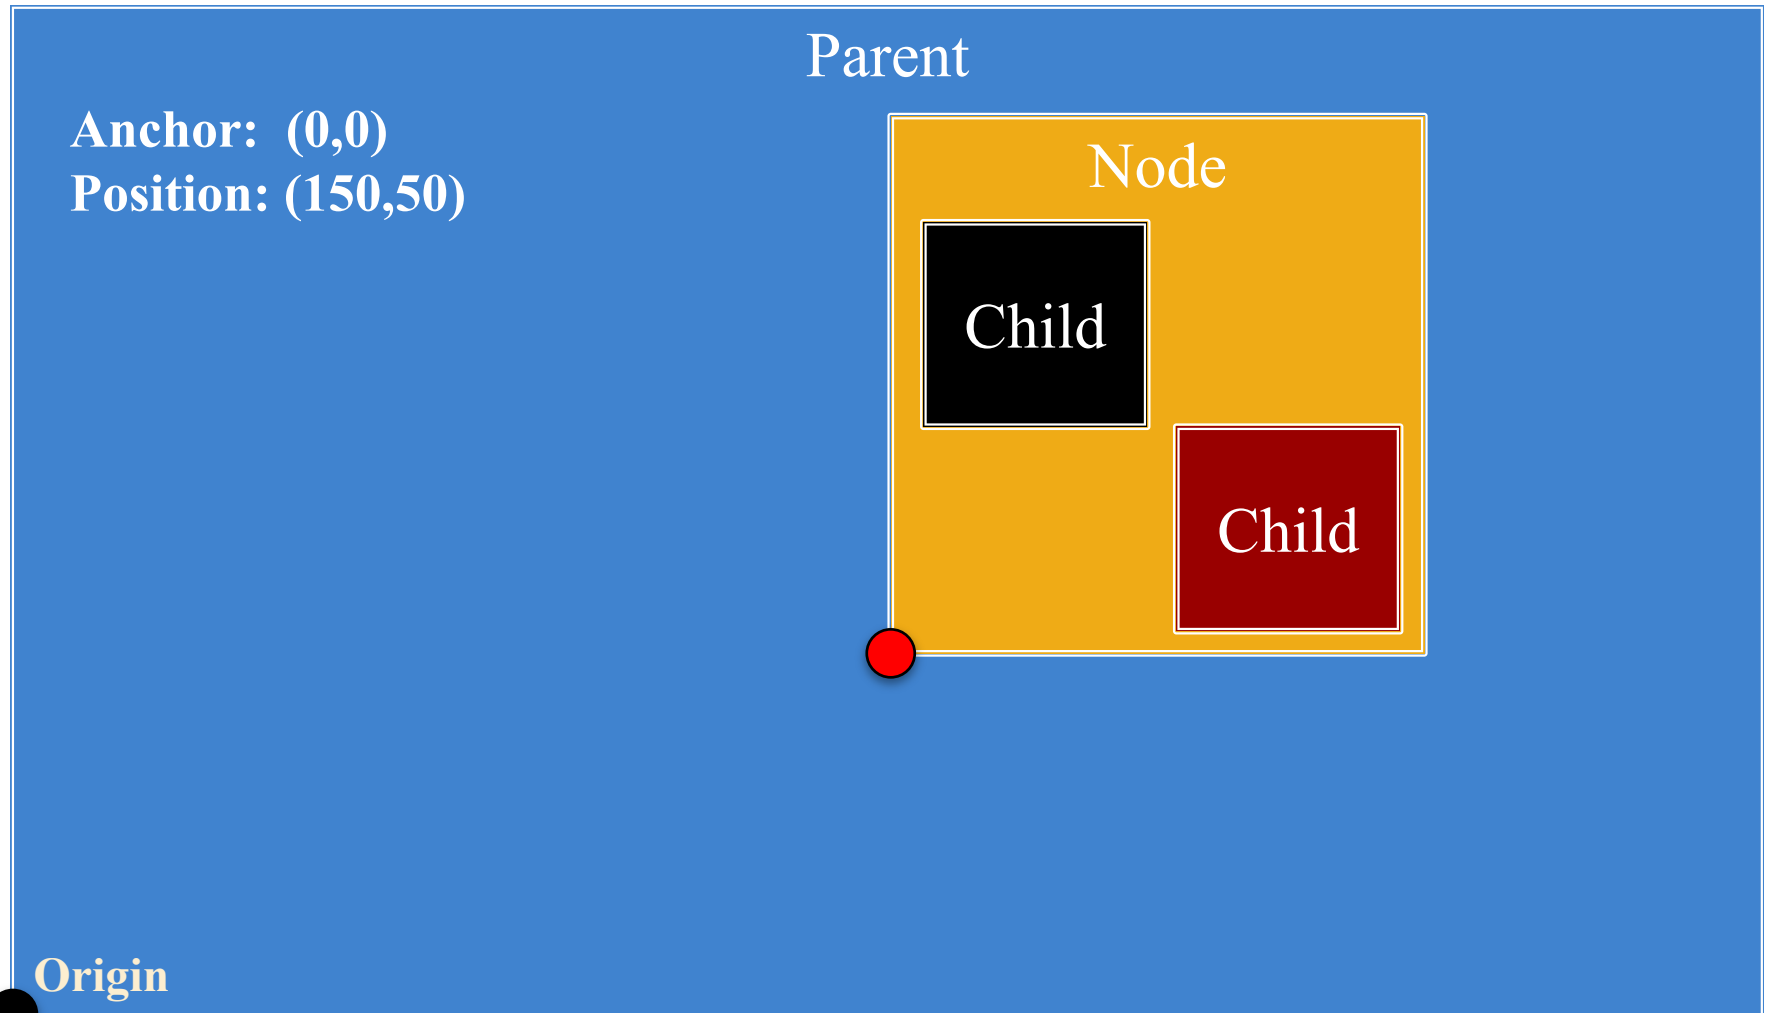 Parent
Anchor: (0,0)
Position: (150,50)
Node
Child
Child
Origin